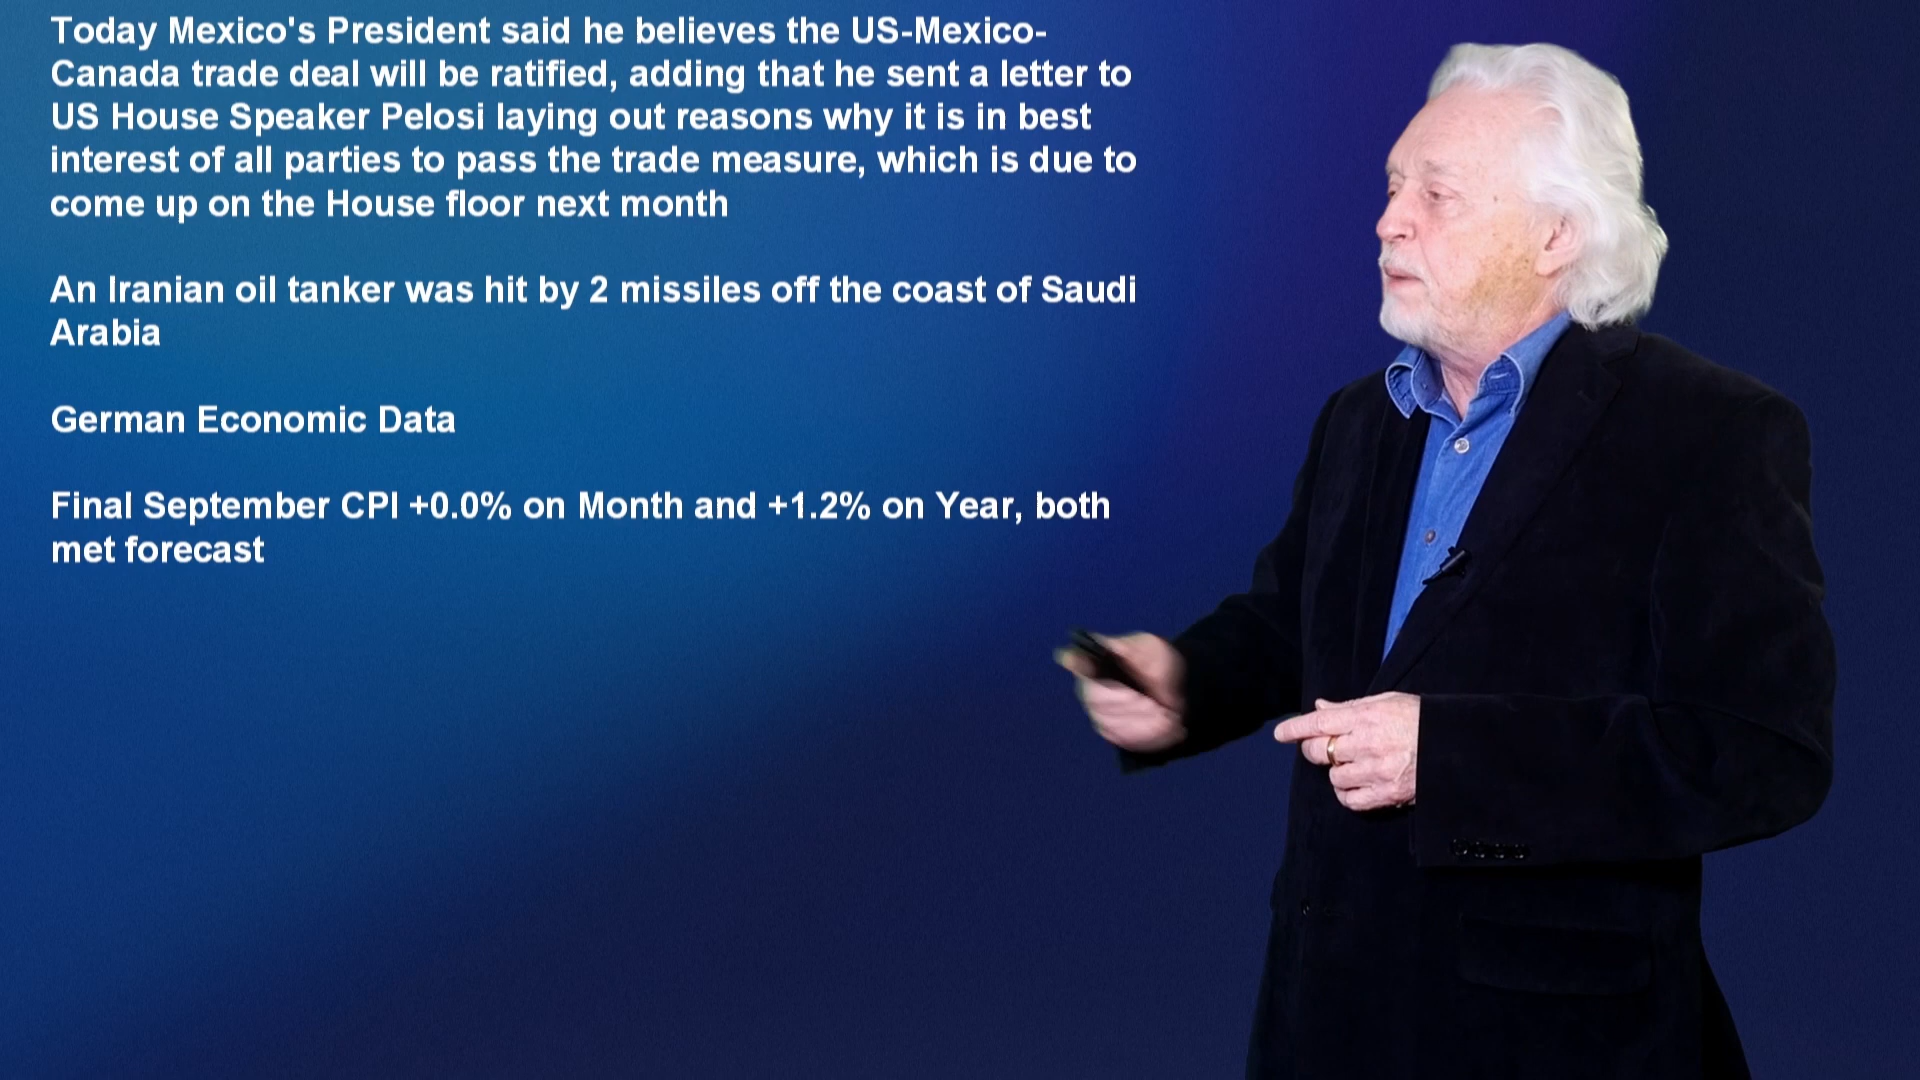 Today Mexico's President said he believes the US-Mexico-
Canada trade deal will be ratified, adding that he sent a letter to
US House Speaker Pelosi laying out reasons why it is in best
interest of all parties to pass the trade measure, which is due to
come up on the House floor next month
An Iranian oil tanker was hit by 2 missiles off the coast of Saudi
Arabia
German Economic Data
Final September CPI +0.0% on Month and +1.2% on Year, both
met forecast